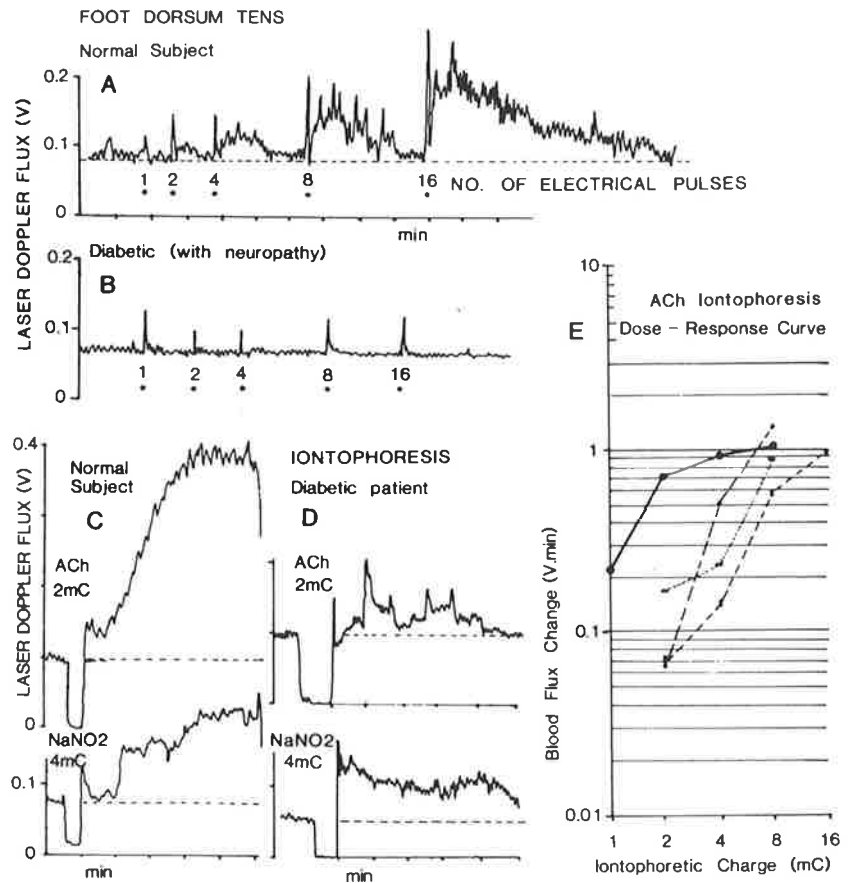 FOOT DORSUM TENS
Normal Subject
A
LASER DOPPLER FLUX (V)
0.2
0.1
0
1 2 4 8 16 NO. OF ELECTRICAL PULSES
* * * * *
min
Diabetic (with neuropathy)
B
0.2
0.1
0
1 2 4 8 16
* * * * *
LASER DOPPLER FLUX (V)
0.4
0
Normal
Subject
C
ACh
2mC
NaNO2
4mC
0.1
0
min
IONTOPHORESIS
Diabetic patient
D
ACh
2mC
NaNO2
4mC
min
E
ACh Iontophoresis
Dose - Response Curve
Blood Flux Change (V.min)
10
1
0.1
0.01
1 2 4 8 16
Iontophoretic Charge (mC)